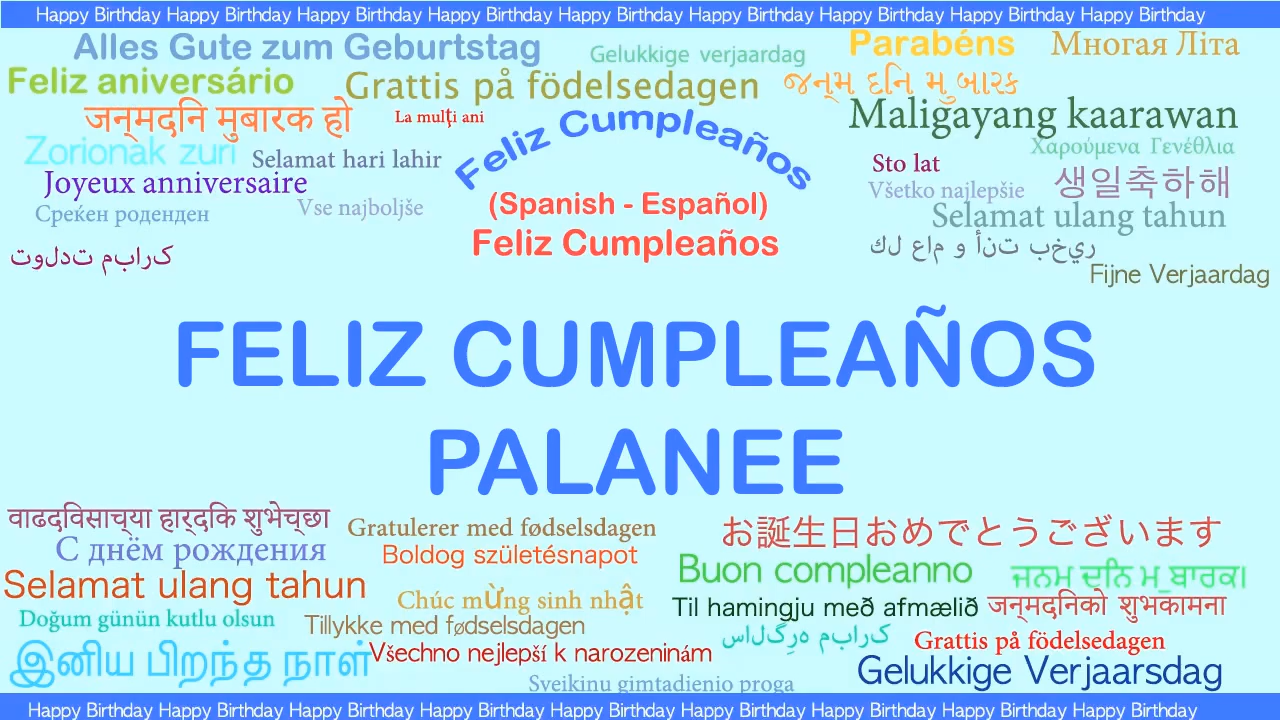 Happy Birthday Happy Birthday Happy Birthday Happy Birthday Happy Birthday Happy Birthday Happy Birthday Happy Birthday Happy Birthday
Alles Gute zum Geburtstag
Gelukkige verjaardag
Parabéns
Многая Літа
Feliz aniversário
Grattis på födelsedagen
જન્મ દિન મુબારક
जन्मदिन मुबारक हो
La mulţi ani
Feliz Cumpleaños
Maligayang kaarawan
Zorionak zuri
Selamat hari lahir
Sto lat
Χαρούμενα Γενέθλια
Joyeux anniversaire
(Spanish - Español)
Všetko najlepšie
생일축하해
Среќен роденден
Vse najboljše
Feliz Cumpleaños
Selamat ulang tahun
تولدت مبارک
كل عام و أنت بخير
Fijne Verjaardag
FELIZ CUMPLEAÑOS
PALANEE
वाढदिवसाच्या हार्दिक शुभेच्छा
Gratulerer med fødselsdagen
お誕生日おめでとうございます
С днём рождения
Boldog születésnapot
Buon compleanno
ਜਨਮ ਦਿਨ ਮੁਬਾਰਕ।
Selamat ulang tahun
Chúc mừng sinh nhật
Til hamingju með afmælið
जन्मदिनको शुभकामना
Doğum günün kutlu olsun
Tillykke med fødselsdagen
سالگرہ مبارک
Grattis på födelsedagen
இனிய பிறந்த நாள்
Všechno nejlepší k narozeninám
Gelukkige Verjaarsdag
Sveikinu gimtadienio proga
Happy Birthday Happy Birthday Happy Birthday Happy Birthday Happy Birthday Happy Birthday Happy Birthday Happy Birthday Happy Birthday